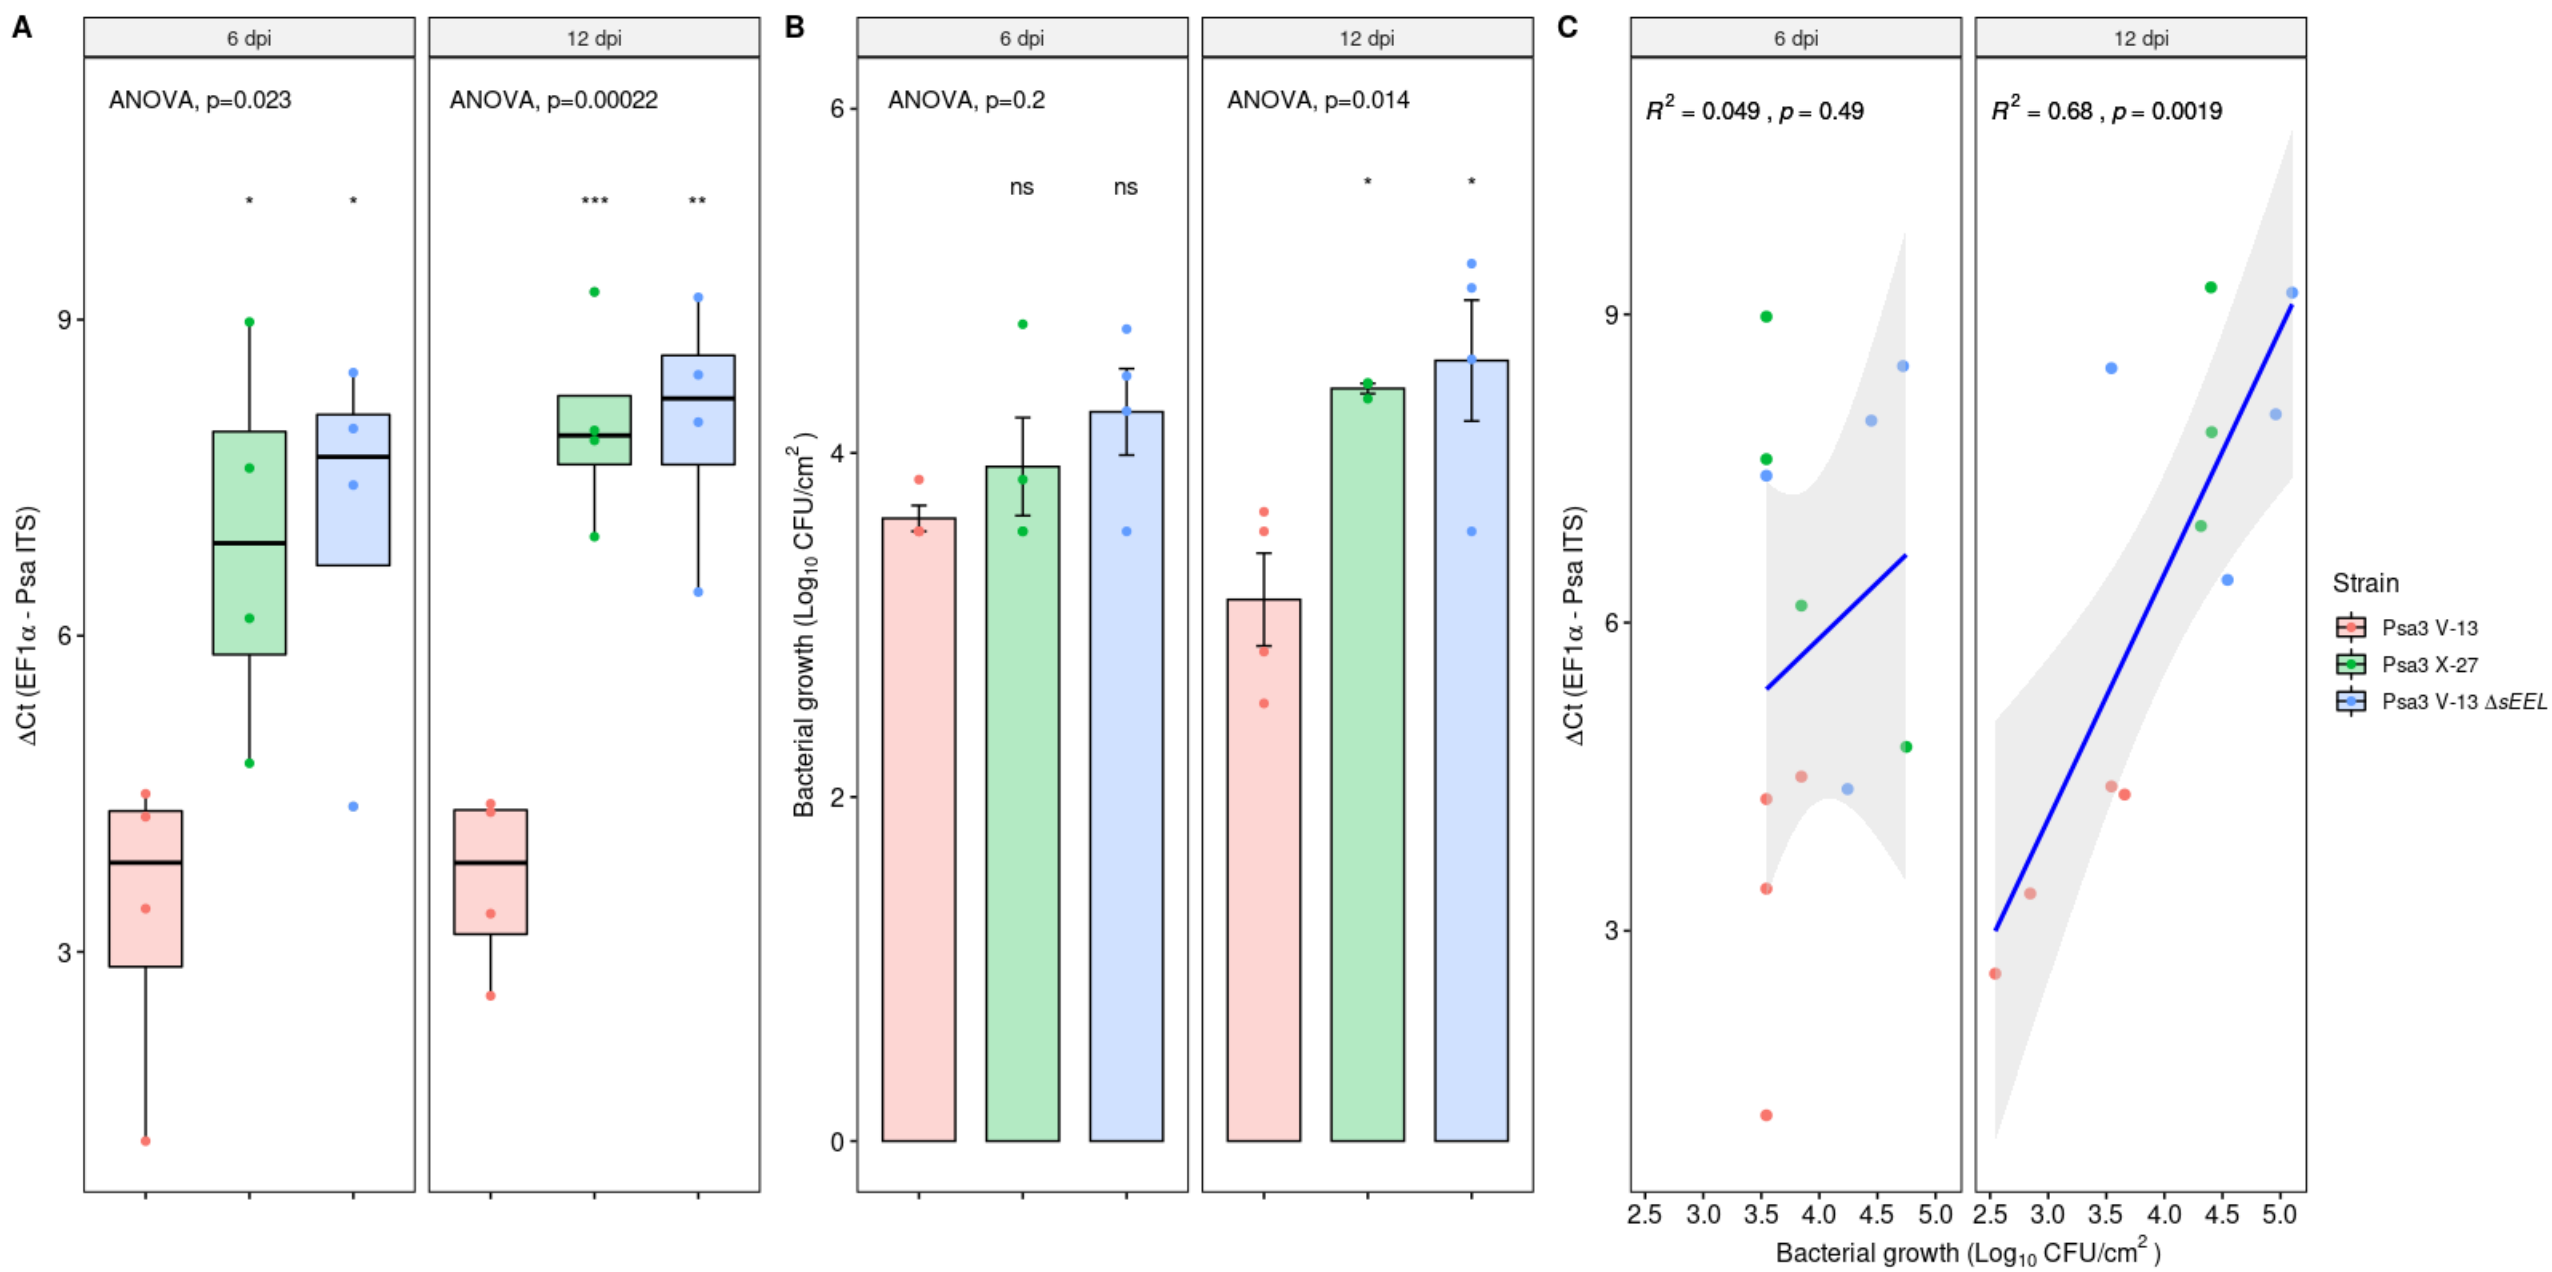 A
6 dpi
12 dpi
ANOVA, p=0.023
ANOVA, p=0.00022
*
*
***
**
9
6
3
ΔCt (EF1α - Psa ITS)
B
6 dpi
12 dpi
ANOVA, p=0.2
ANOVA, p=0.014
ns
ns
*
*
6
4
2
0
Bacterial growth (Log₁₀ CFU/cm²)
C
6 dpi
12 dpi
R² = 0.049 , p = 0.49
R² = 0.68 , p = 0.0019
9
6
3
ΔCt (EF1α - Psa ITS)
2.5 3.0 3.5 4.0 4.5 5.0
2.5 3.0 3.5 4.0 4.5 5.0
Bacterial growth (Log₁₀ CFU/cm²)
Strain
Psa3 V-13
Psa3 X-27
Psa3 V-13 ΔsEEL